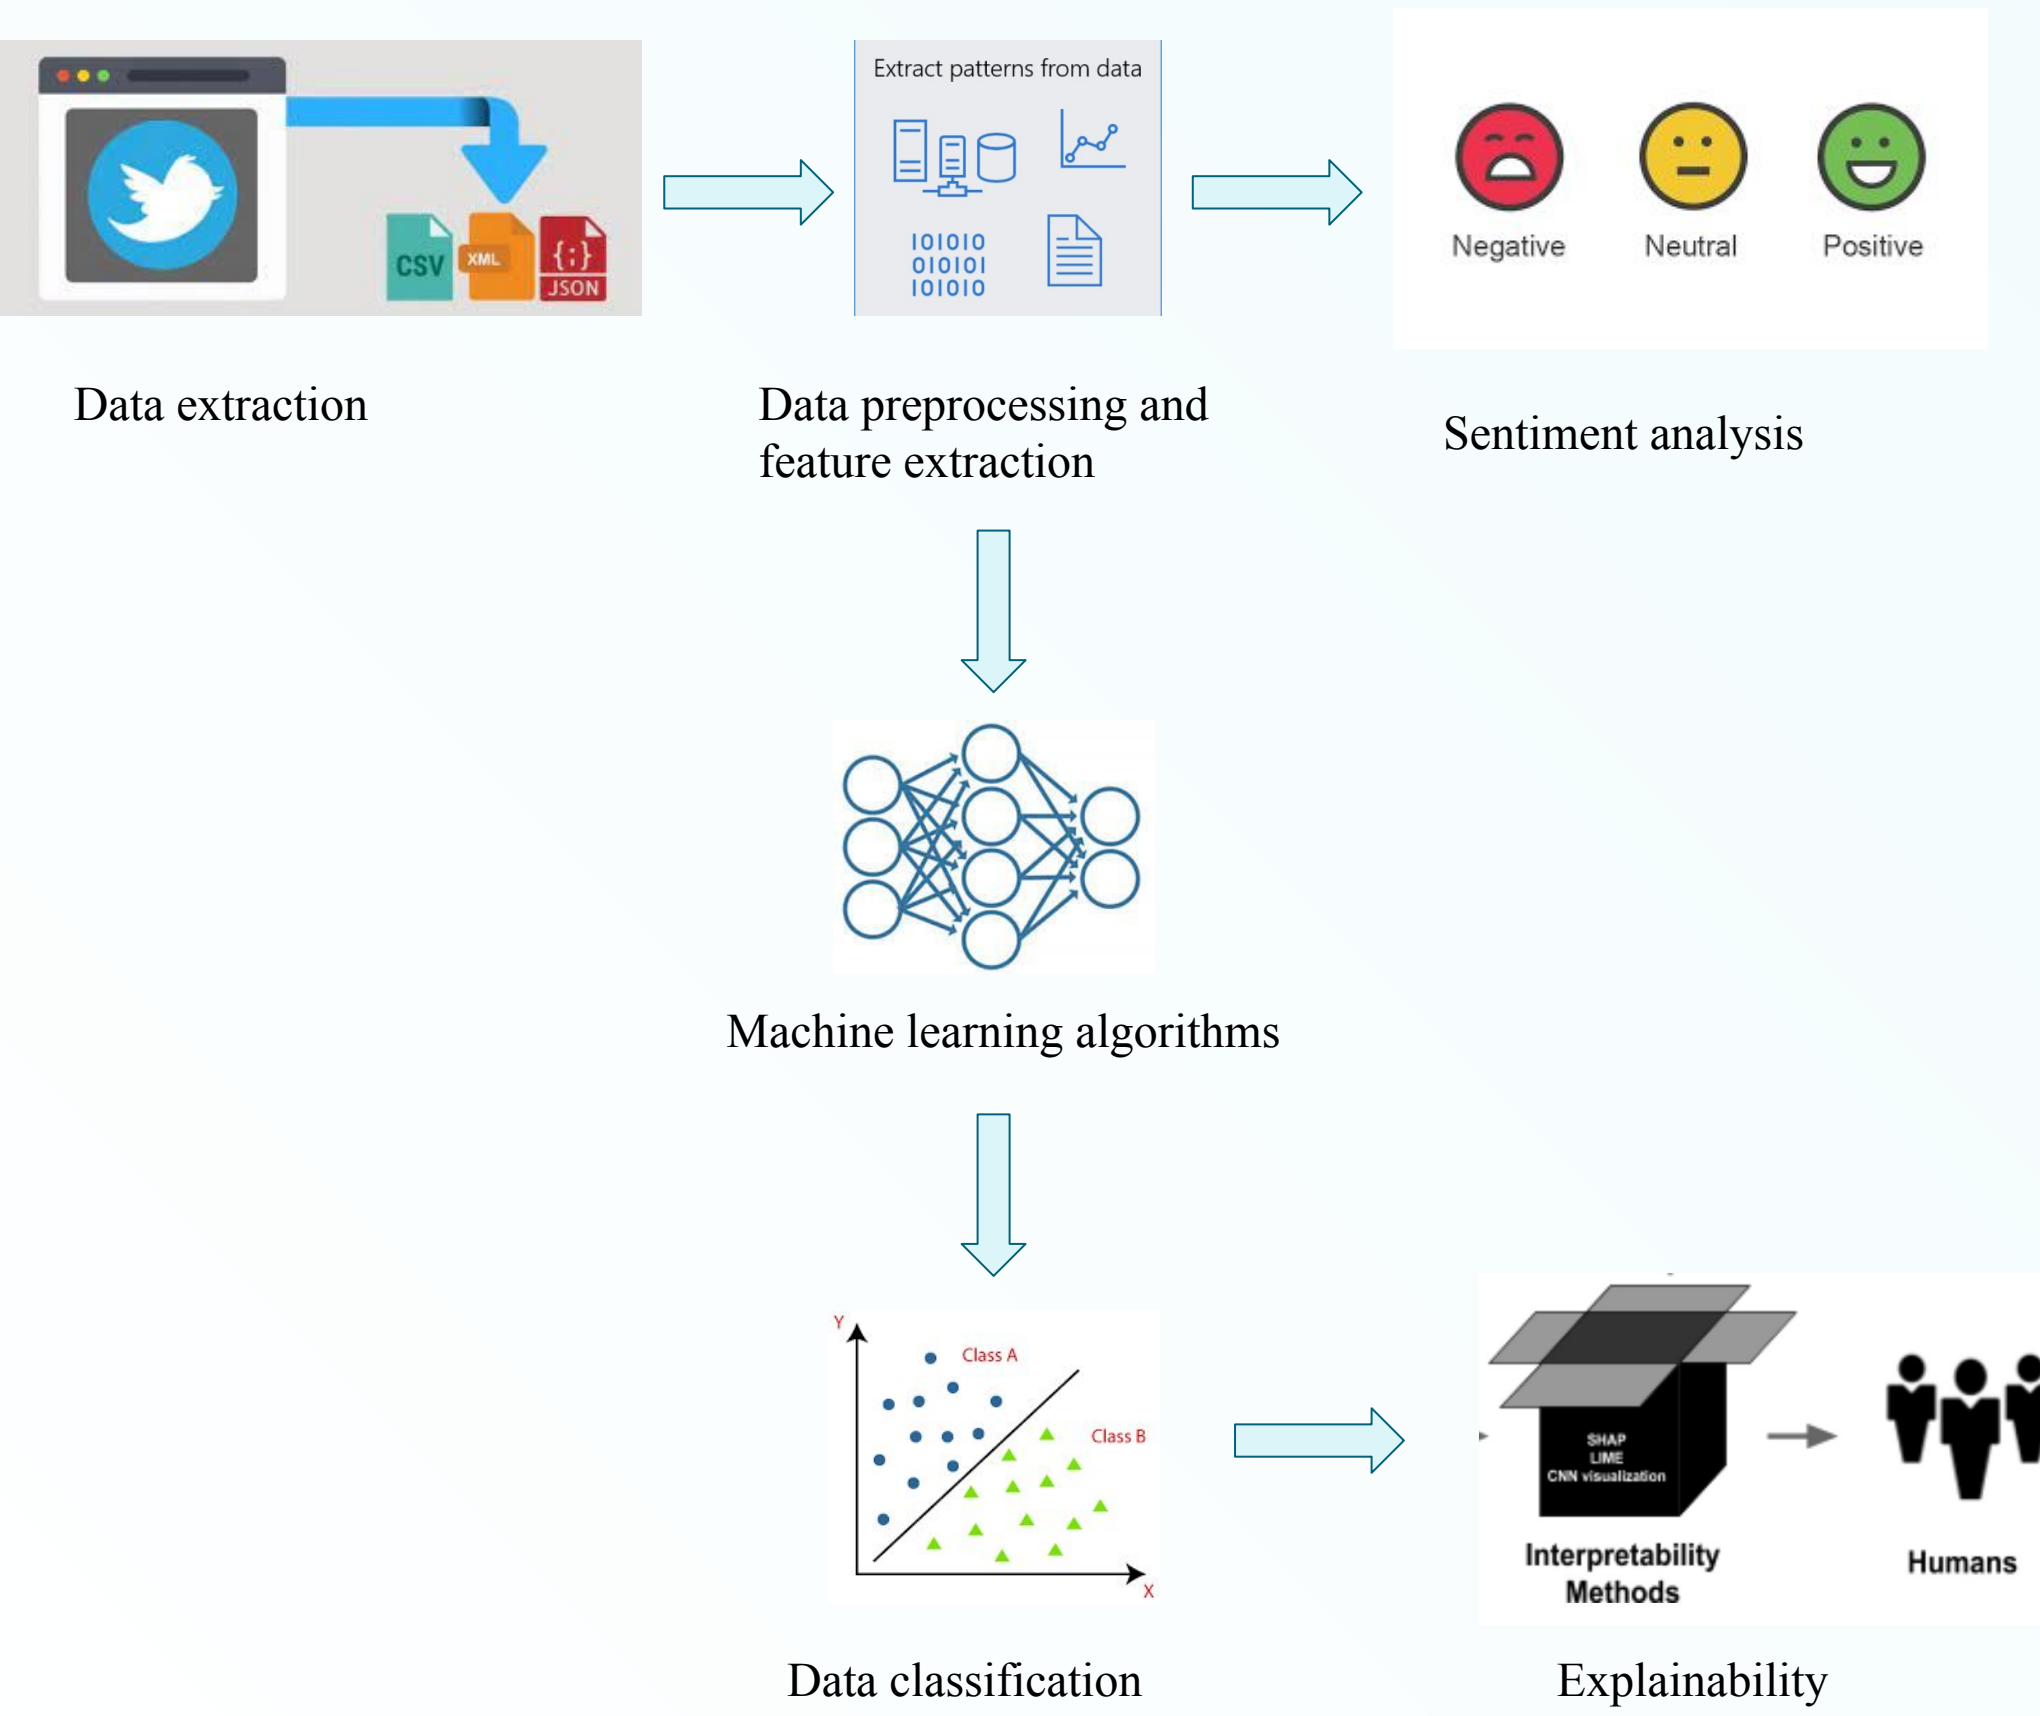 Extract patterns from data
CSV
XML
{;}
JSON
101010
010101
101010
Negative
Neutral
Positive
Data extraction
Data preprocessing and
feature extraction
Sentiment analysis
Machine learning algorithms
Y
Class A
Class B
X
SHAP
LIME
CNN visualization
Interpretability
Methods
Humans
Data classification
Explainability